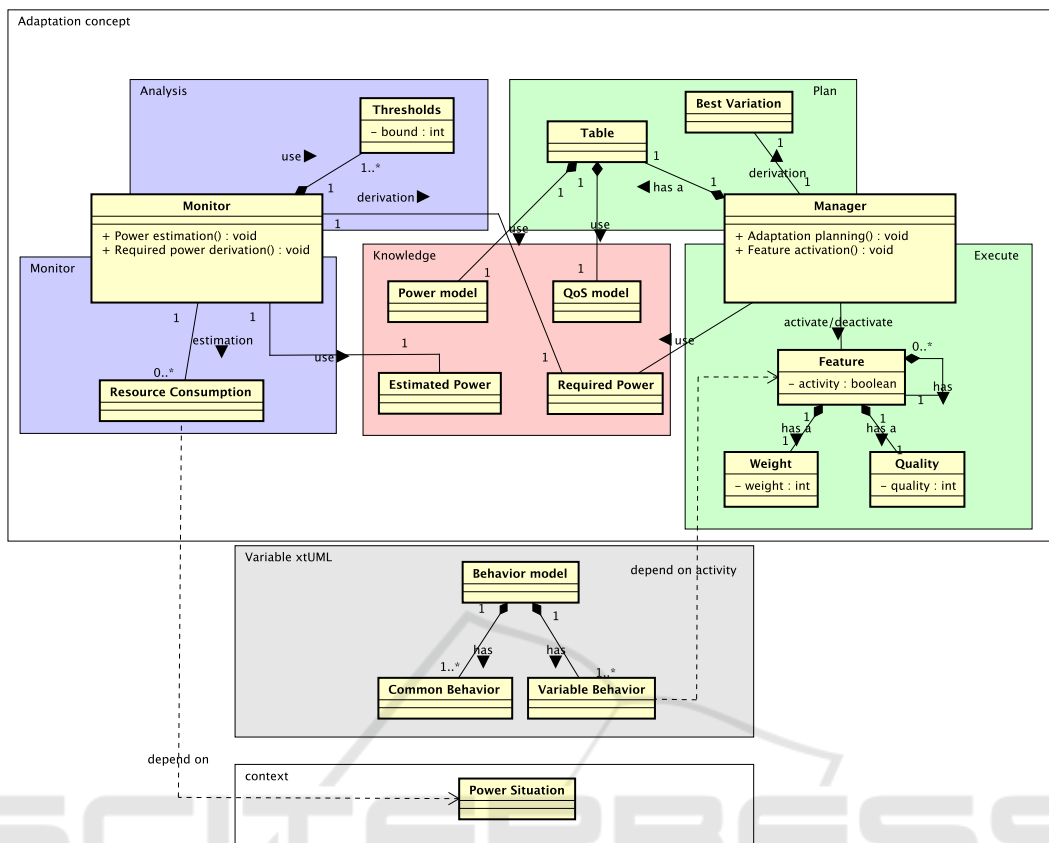 Adaptation concept
Analysis
Thresholds
– bound : int
use
1..*
1
derivation
Monitor
+ Power estimation() : void
+ Required power derivation() : void
1
Plan
Best Variation
Table
1
derivation
1
1
has a
1
1
1
use
use
Manager
+ Adaptation planning() : void
+ Feature activation() : void
Monitor
1
1
estimation
0..*
use
Resource Consumption
Knowledge
1
1
Power model
QoS model
1
1
use
Estimated Power
Required Power
Execute
activate/deactivate
Feature
– activity : boolean
0..*
has
1
1
1
has a
has a
1
1
Weight
– weight : int
Quality
– quality : int
Variable xtUML
Behavior model
depend on activity
1
1
has
has
1..*
1..*
Common Behavior
Variable Behavior
depend on
context
Power Situation
SCITEPRESS